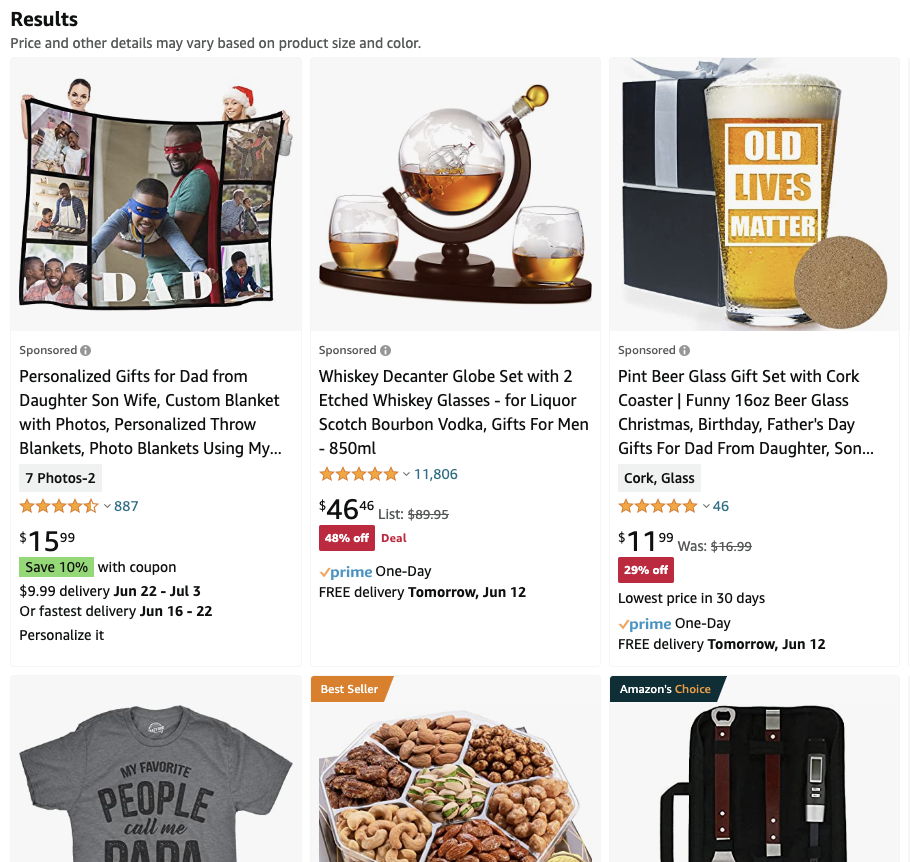 Results
Price and other details may vary based on product size and color.
DAD
OLD
LIVES
MATTER
Sponsored
Personalized Gifts for Dad from
Daughter Son Wife, Custom Blanket
with Photos, Personalized Throw
Blankets, Photo Blankets Using My...
7 Photos-2
887
$15.99
Save 10% with coupon
$9.99 delivery Jun 22 - Jul 3
Or fastest delivery Jun 16 - 22
Personalize it
Sponsored
Whiskey Decanter Globe Set with 2
Etched Whiskey Glasses - for Liquor
Scotch Bourbon Vodka, Gifts For Men
- 850ml
11,806
$46.46 List: $89.95
48% off Deal
prime One-Day
FREE delivery Tomorrow, Jun 12
Sponsored
Pint Beer Glass Gift Set with Cork
Coaster | Funny 16oz Beer Glass
Christmas, Birthday, Father's Day
Gifts For Dad From Daughter, Son...
Cork, Glass
46
$11.99 Was: $16.99
29% off
Lowest price in 30 days
prime One-Day
FREE delivery Tomorrow, Jun 12
MY FAVORITE
PEOPLE
call me
DADA
Best Seller
Amazon's Choice